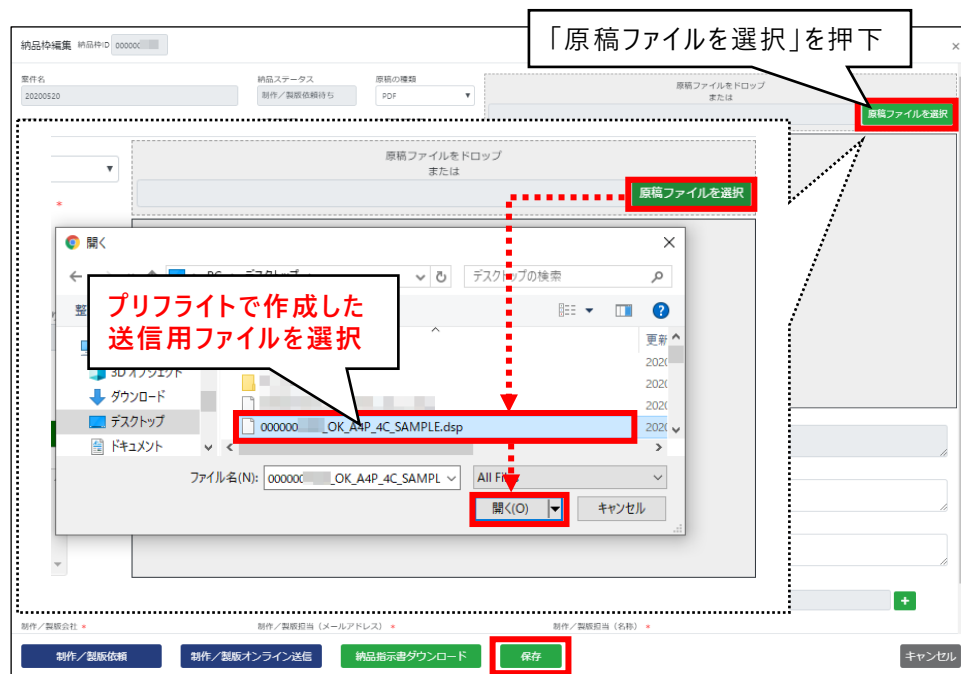 「原稿ファイルを選択」を押下
納品枠編集 納品枠ID 000000
×
案件名
納品ステータス
原稿の種類
20200520
制作/製版依頼待ち
PDF
原稿ファイルをドロップ
または
原稿ファイルを選択
原稿ファイルをドロップ
または
*
原稿ファイルを選択
開く
デスクトップの検索
プリフライトで作成した
送信用ファイルを選択
整
更新
3D オブジェクト
2020
ダウンロード
2020
2020
デスクトップ
000000 _OK_A4P_4C_SAMPLE.dsp
2020
ドキュメント
ファイル名(N):
000000 _OK_A4P_4C_SAMPL
All Fi
開く(O)
キャンセル
制作/製版会社 *
制作/製版担当(メールアドレス) *
制作/製版担当(名称) *
制作/製版依頼
制作/製版オンライン送信
納品指示書ダウンロード
保存
キャンセル